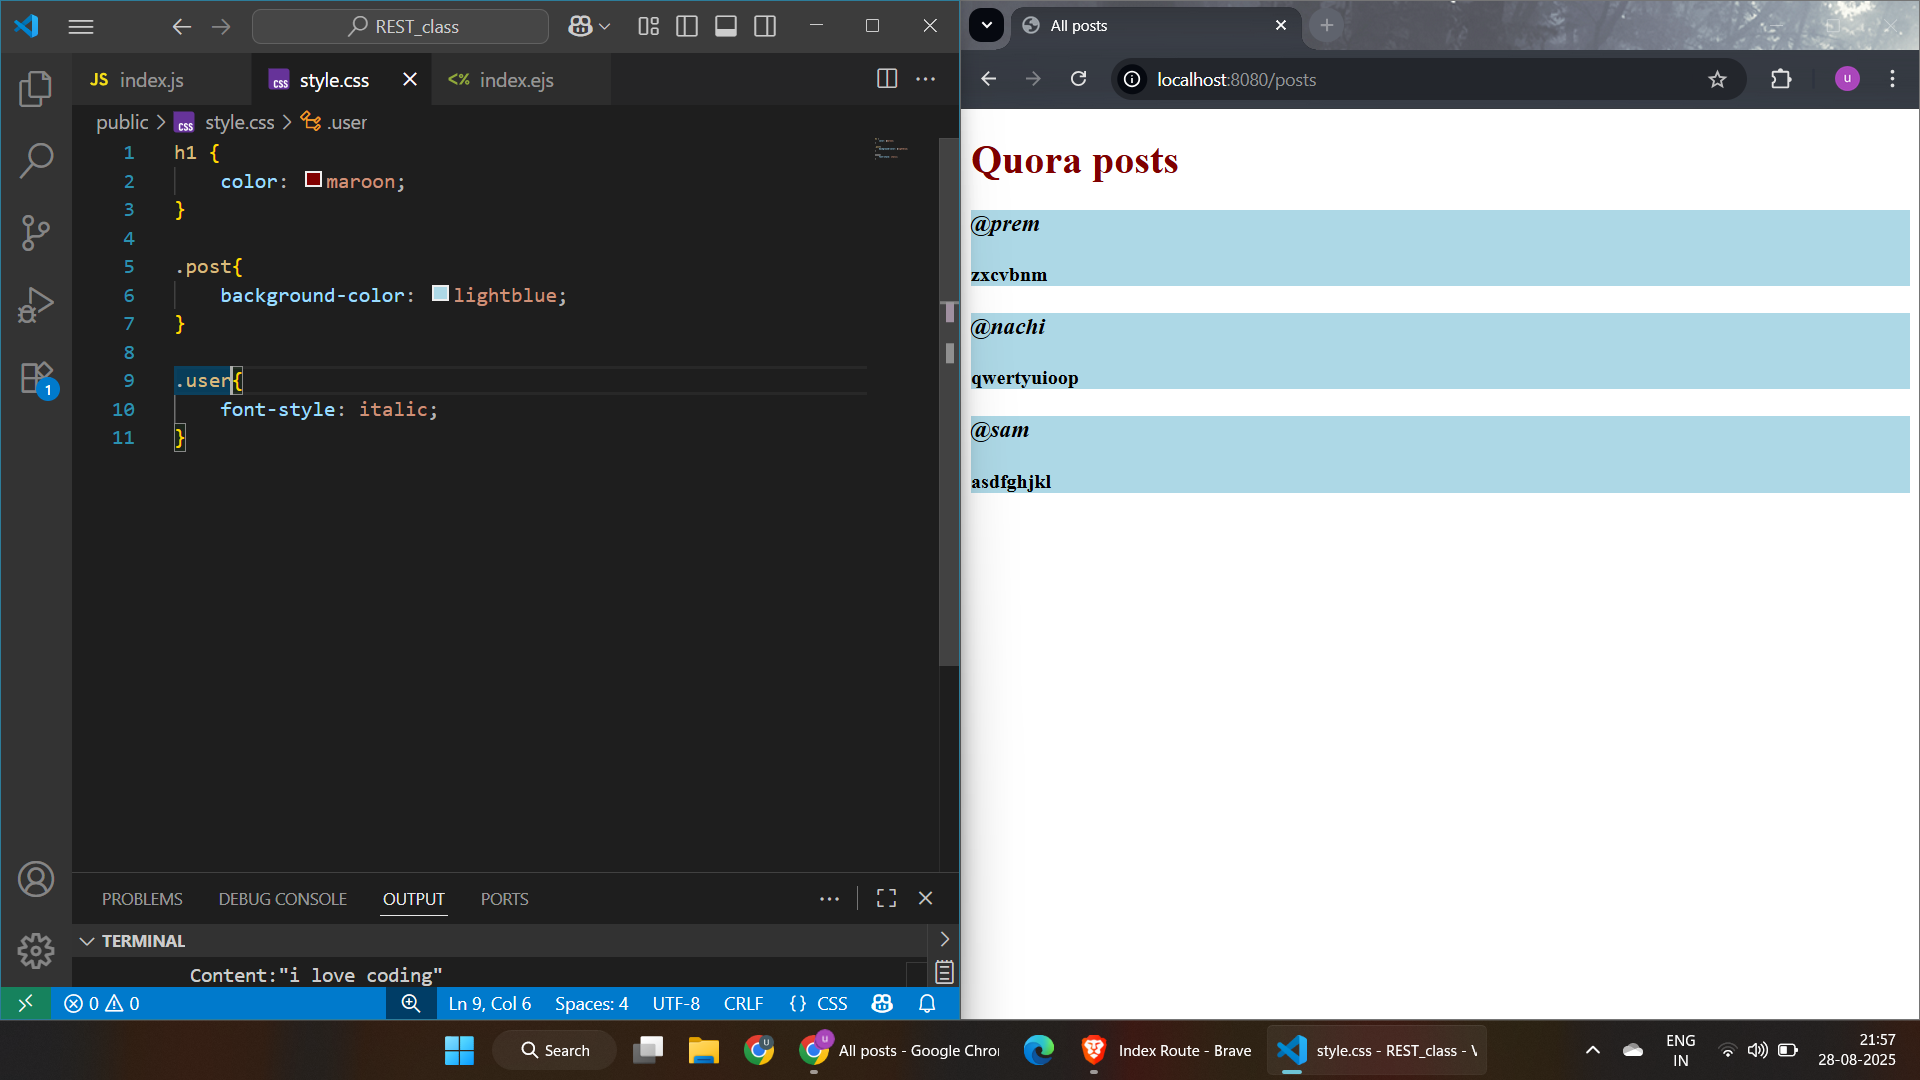 REST_class
JS index.js
css style.css
<% index.ejs
public > css style.css > .user
1 h1 {
2 color: maroon;
3 }
4
5 .post{
6 background-color: lightblue;
7 }
8
9 .user{
10 font-style: italic;
11 }
1
PROBLEMS DEBUG CONSOLE OUTPUT PORTS
TERMINAL
Content:"i love coding"
0 0 Ln 9, Col 6 Spaces: 4 UTF-8 CRLF {} CSS
All posts
localhost:8080/posts
u
Quora posts
@prem
zxcvbnm
@nachi
qwertyuioop
@sam
asdfghjkl
Search
u
u
All posts - Google Chro
Index Route - Brave
style.css - REST_class - V
ENG
IN
21:57
28-08-2025